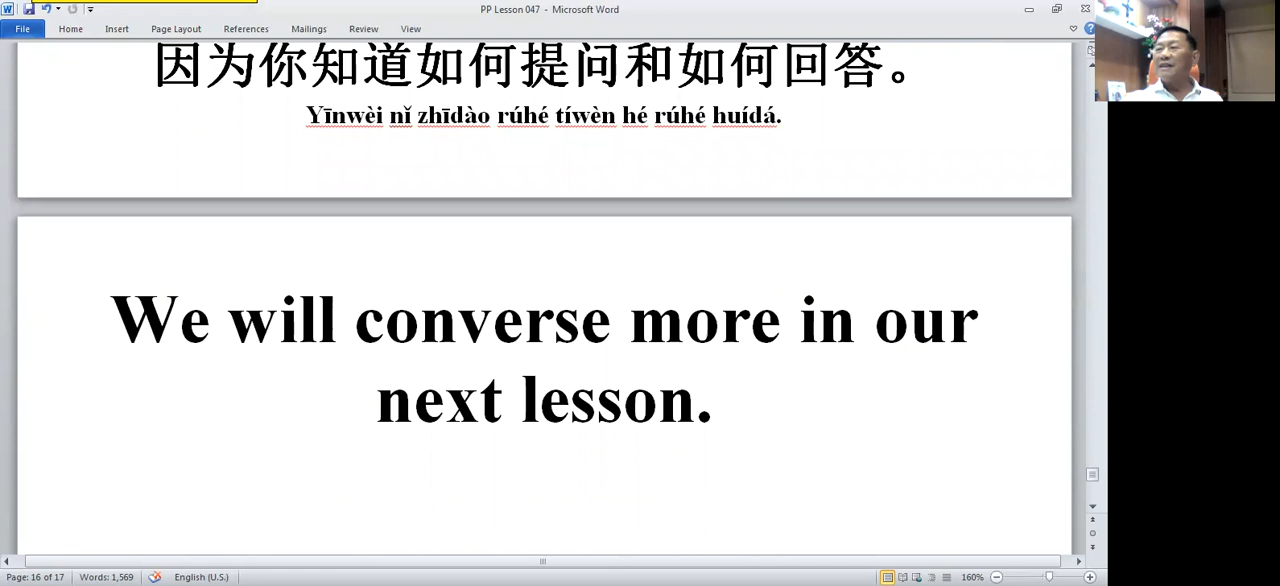 PP Lesson 047 - Microsoft Word
File Home Insert Page Layout References Mailings Review View
因为你知道如何提问和如何回答。
Yīnwèi nǐ zhīdào rúhé tíwèn hé rúhé huídá.
We will converse more in our
next lesson.
Page: 16 of 17 Words: 1,569 English (U.S.) 160%